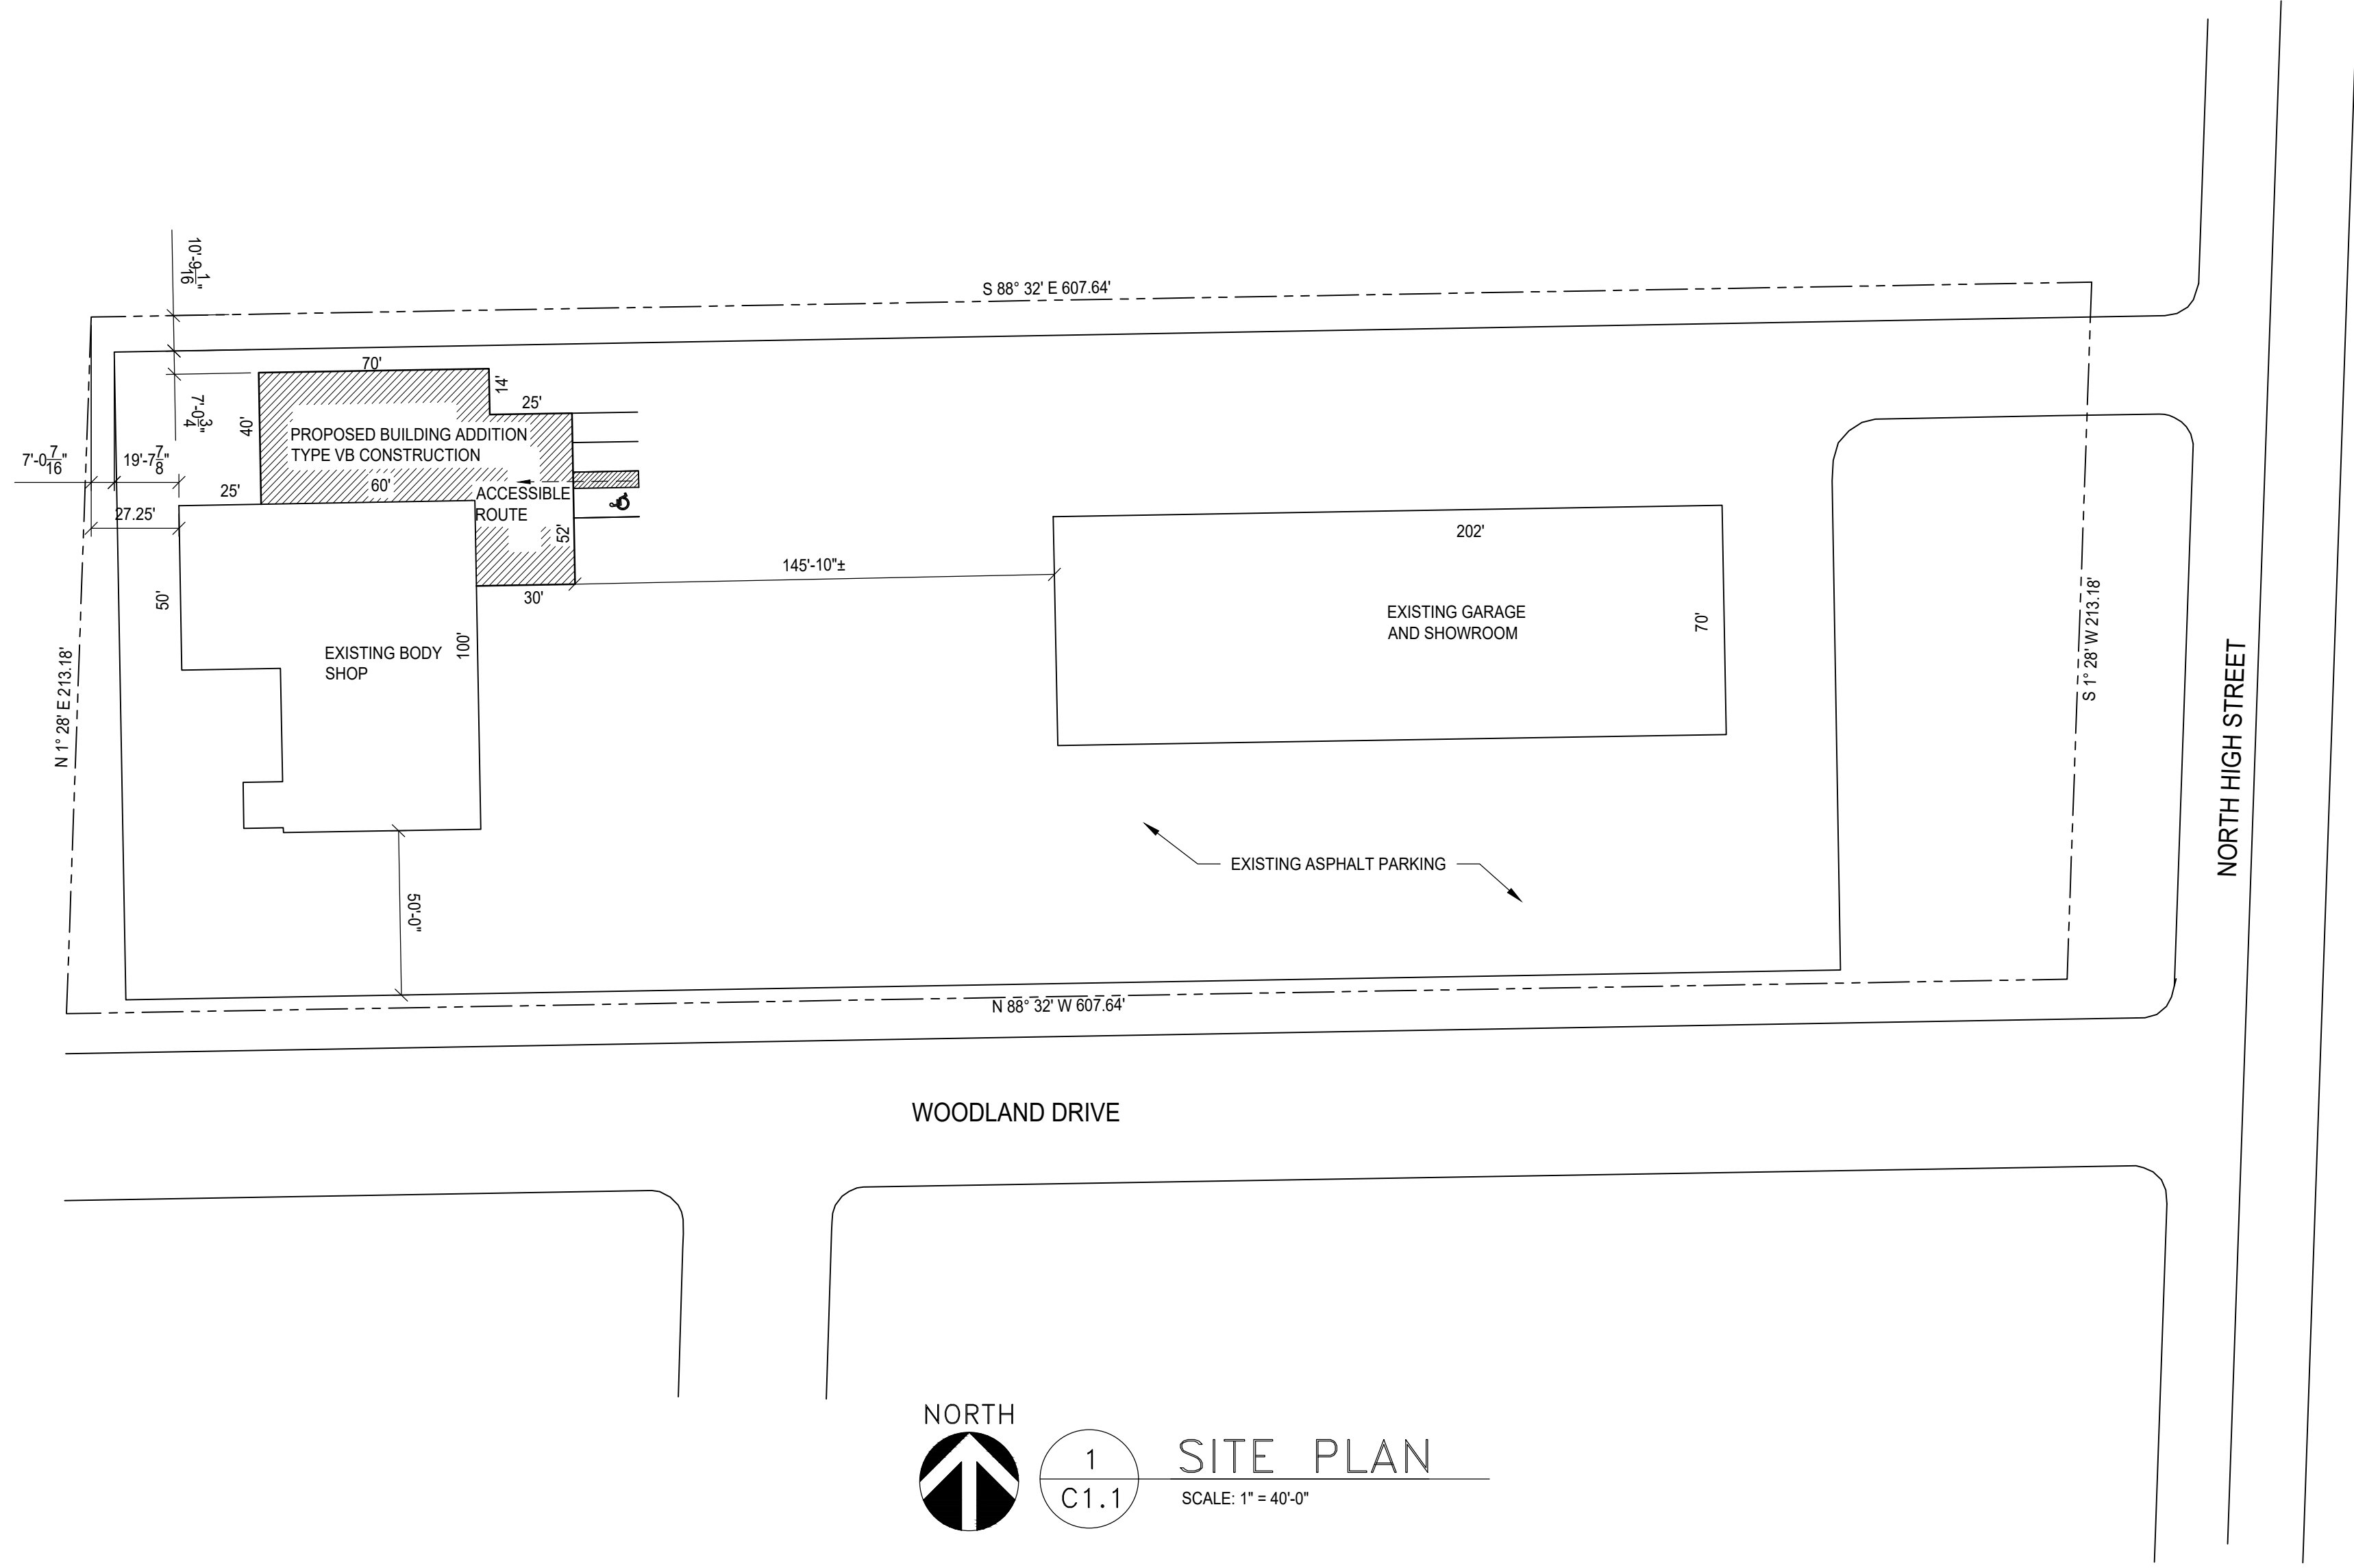 10'-9 1/16"
S 88° 32' E 607.64'
70'
14'
25'
7'-0 3/4"
40'
PROPOSED BUILDING ADDITION
TYPE VB CONSTRUCTION
7'-0 7/16"
19'-7 7/8"
25'
60'
ACCESSIBLE
ROUTE
27.25'
52'
202'
145'-10"±
50'
30'
EXISTING GARAGE
AND SHOWROOM
70'
S 1° 28' W 213.18'
100'
EXISTING BODY
SHOP
N 1° 28' E 213.18'
NORTH HIGH STREET
EXISTING ASPHALT PARKING
50'-0"
N 88° 32' W 607.64'
WOODLAND DRIVE
NORTH
1
C1.1
SITE PLAN
SCALE: 1" = 40'-0"